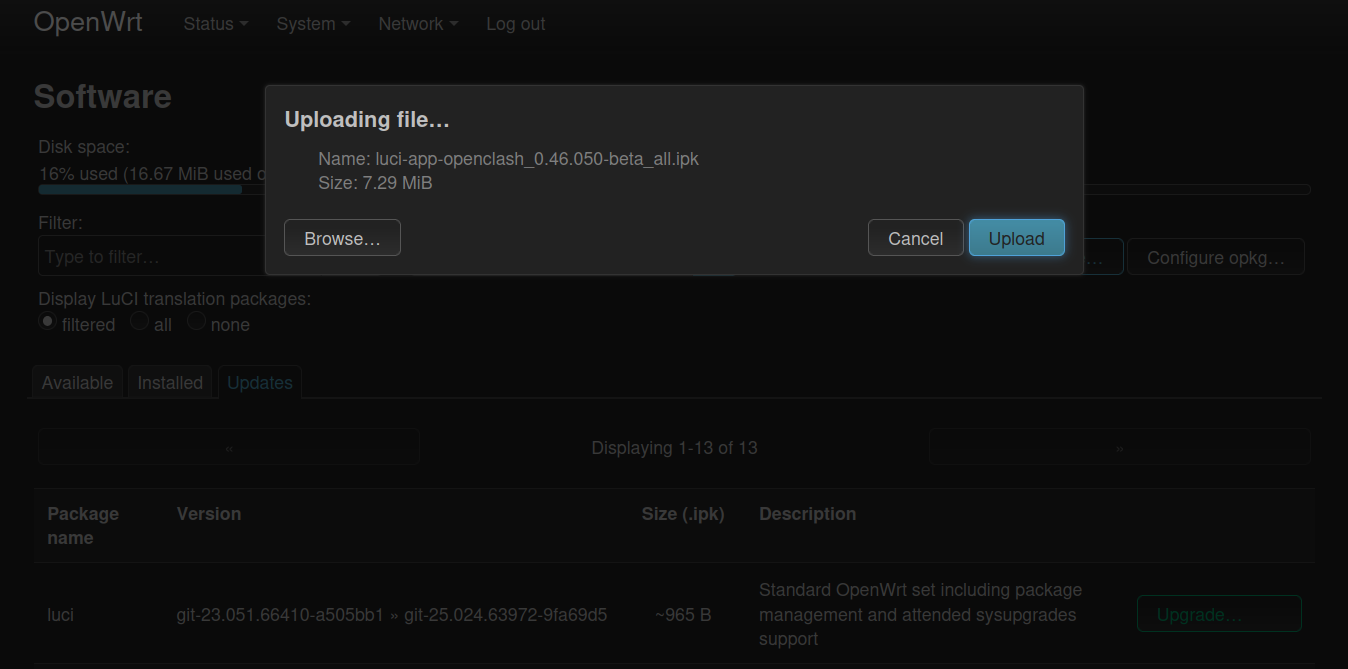 OpenWrt Status System Network Log out
Software
Uploading file…
Disk space:
Name: luci-app-openclash_0.46.050-beta_all.ipk
16% used (16.67 MiB used o
Size: 7.29 MiB
Filter:
Browse… Cancel Upload
Type to filter… … Configure opkg…
Display LuCI translation packages:
filtered all none
Available Installed Updates
« Displaying 1-13 of 13 »
Package name Version Size (.ipk) Description
luci git-23.051.66410-a505bb1 » git-25.024.63972-9fa69d5 ~965 B Standard OpenWrt set including package
management and attended sysupgrades
support
Upgrade…